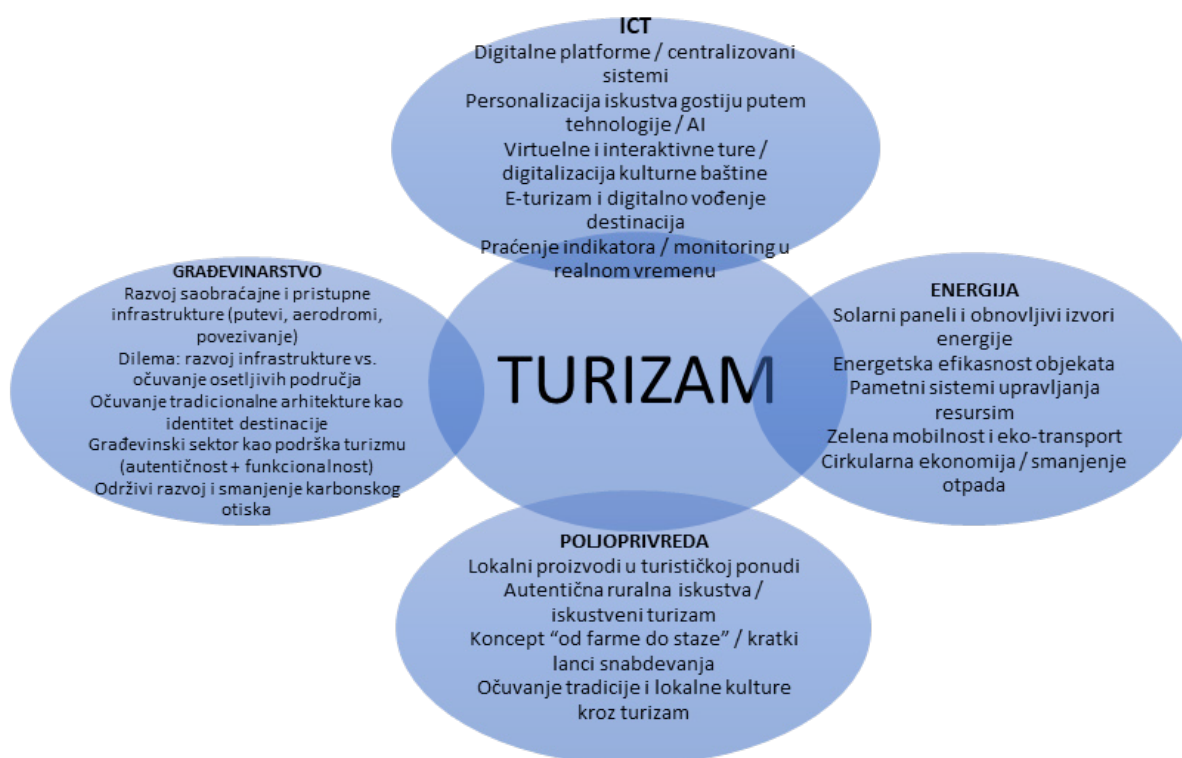 ICT
Digitalne platforme / centralizovani
sistemi
Personalizacija iskustva gostiju putem
tehnologije / AI
Virtuelne i interaktivne ture /
digitalizacija kulturne baštine
E-turizam i digitalno vođenje
destinacija
Praćenje indikatora / monitoring u
realnom vremenu
GRAĐEVINARSTVO
Razvoj saobraćajne i pristupne
infrastrukture (putevi, aerodromi,
povezivanje)
Dilema: razvoj infrastrukture vs.
očuvanje osetljivih područja
Očuvanje tradicionalne arhitekture kao
identitet destinacije
Građevinski sektor kao podrška turizmu
(autentičnost + funkcionalnost)
Održivi razvoj i smanjenje karbonskog
otiska
TURIZAM
ENERGIJA
Solarni paneli i obnovljivi izvori
energije
Energetska efikasnost objekata
Pametni sistemi upravljanja
resursim
Zelena mobilnost i eko-transport
Cirkularna ekonomija / smanjenje
otpada
POLJOPRIVREDA
Lokalni proizvodi u turističkoj ponudi
Autentična ruralna iskustva /
iskustveni turizam
Koncept “od farme do staze” / kratki
lanci snabdevanja
Očuvanje tradicije i lokalne kulture
kroz turizam